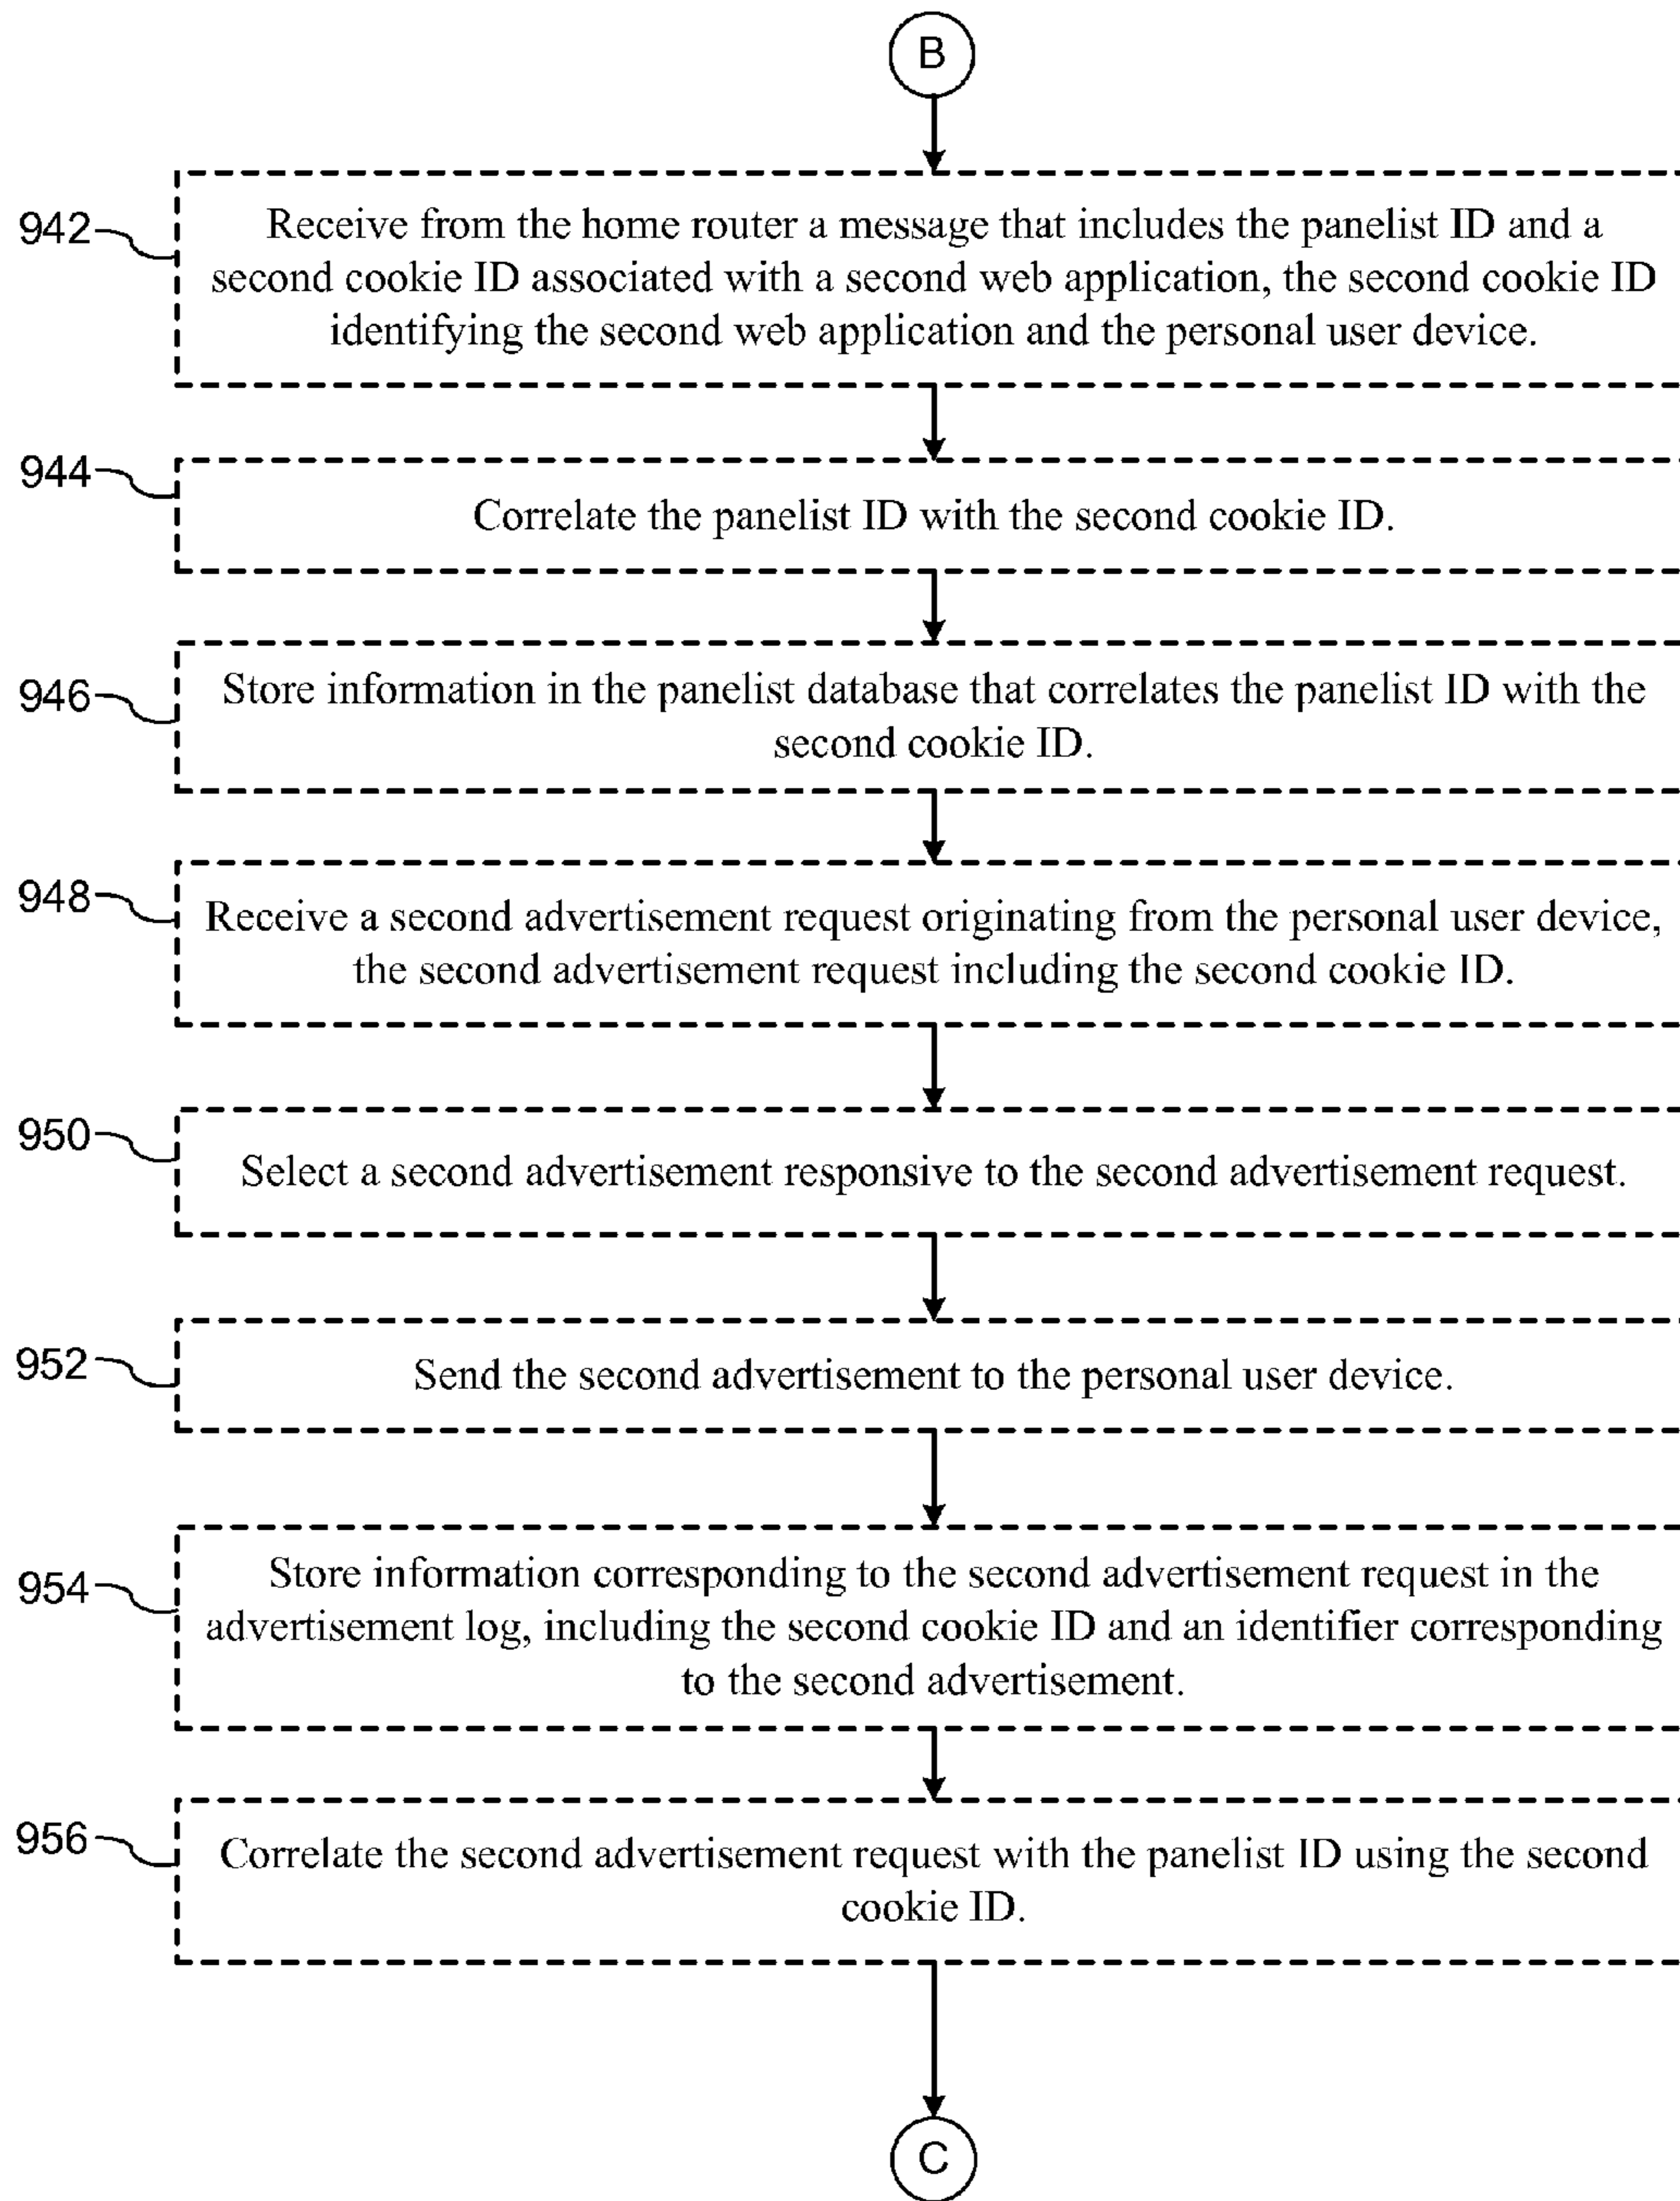 B
942
Receive from the home router a message that includes the panelist ID and a
second cookie ID associated with a second web application, the second cookie ID
identifying the second web application and the personal user device.
944
Correlate the panelist ID with the second cookie ID.
946
Store information in the panelist database that correlates the panelist ID with the
second cookie ID.
948
Receive a second advertisement request originating from the personal user device,
the second advertisement request including the second cookie ID.
950
Select a second advertisement responsive to the second advertisement request.
952
Send the second advertisement to the personal user device.
954
Store information corresponding to the second advertisement request in the
advertisement log, including the second cookie ID and an identifier corresponding
to the second advertisement.
956
Correlate the second advertisement request with the panelist ID using the second
cookie ID.
C